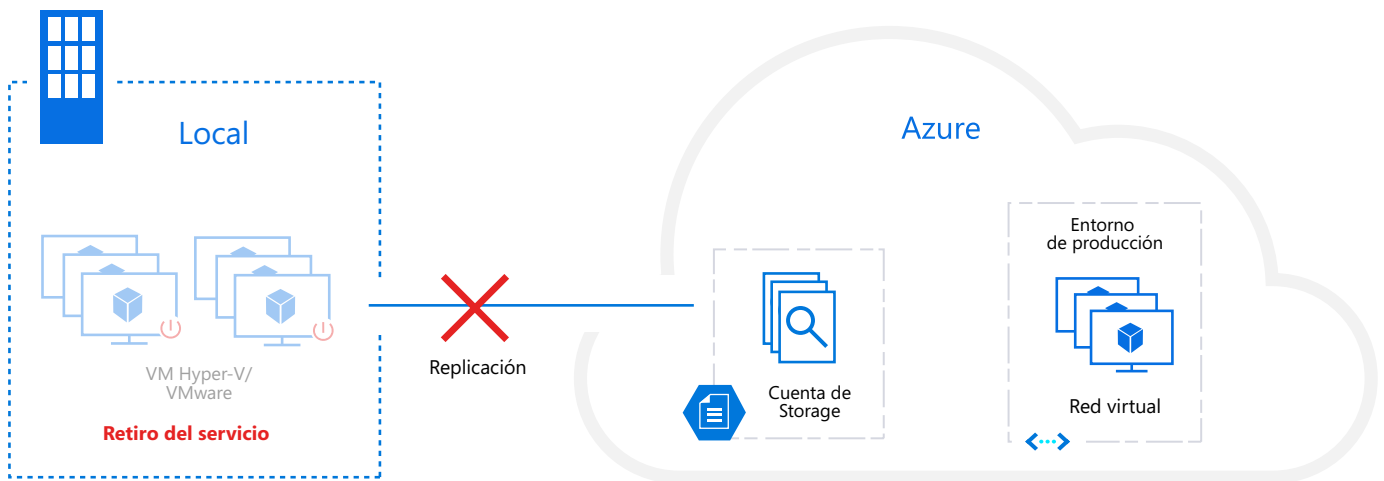 Local
VM Hyper-V/
VMware
Retiro del servicio
Replicación
Azure
Cuenta de
Storage
Entorno
de producción
Red virtual